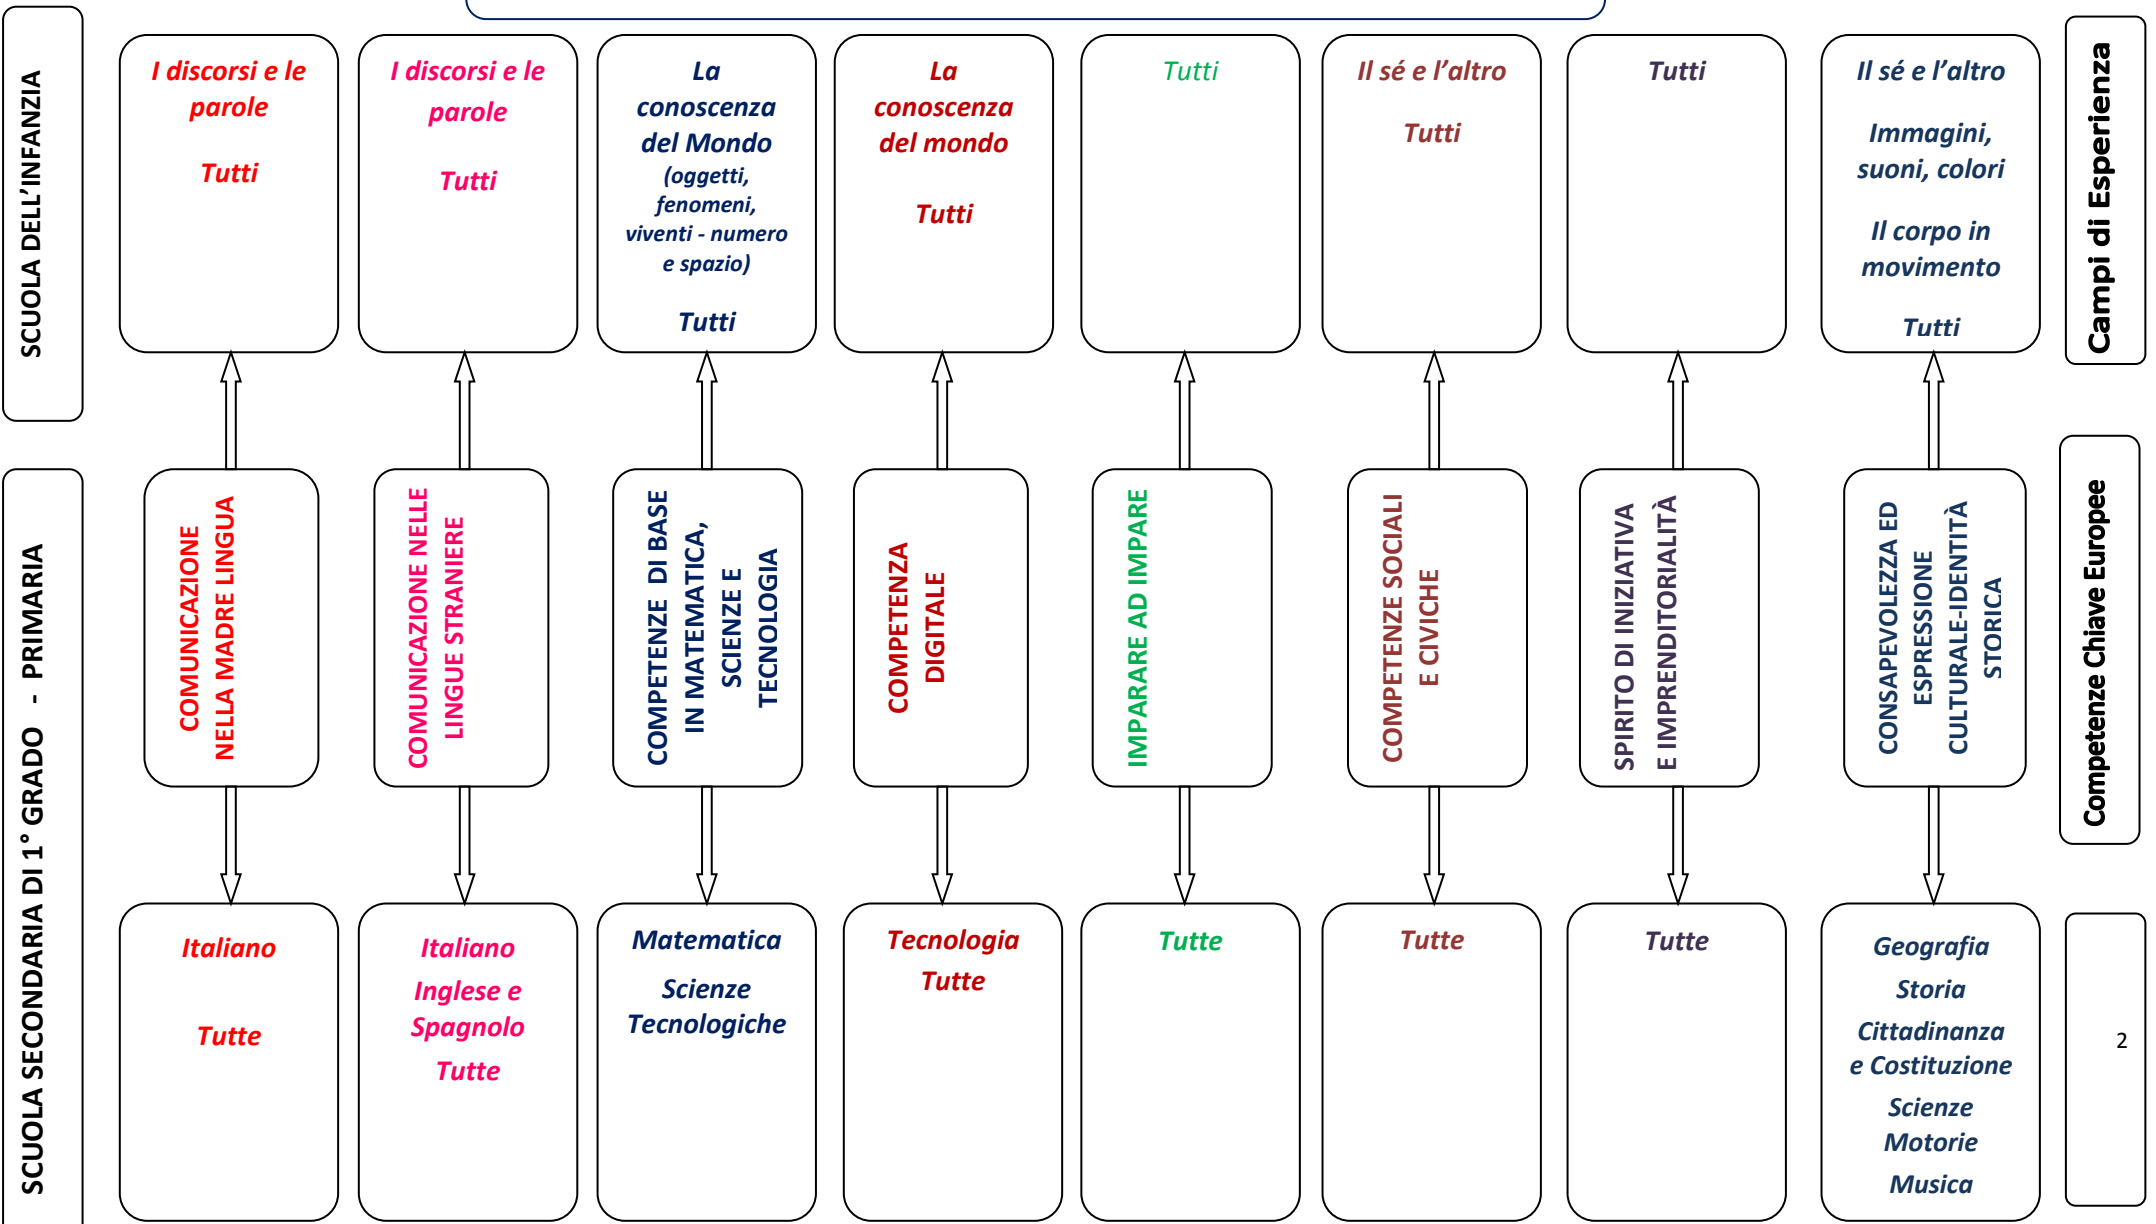 SCUOLA DELL’INFANZIA
I discorsi e le
parole
Tutti
I discorsi e le
parole
Tutti
La
conoscenza
del Mondo
(oggetti,
fenomeni,
viventi - numero
e spazio)
Tutti
La
conoscenza
del mondo
Tutti
Tutti
Il sé e l’altro
Tutti
Tutti
Il sé e l’altro
Immagini,
suoni, colori
Il corpo in
movimento
Tutti
Campi di Esperienza
SCUOLA SECONDARIA DI 1° GRADO - PRIMARIA
COMUNICAZIONE
NELLA MADRE LINGUA
COMUNICAZIONE NELLE
LINGUE STRANIERE
COMPETENZE DI BASE
IN MATEMATICA,
SCIENZE E
TECNOLOGIA
COMPETENZA
DIGITALE
IMPARARE AD IMPARE
COMPETENZE SOCIALI
E CIVICHE
SPIRITO DI INIZIATIVA
E IMPRENDITORIALITÀ
CONSAPEVOLEZZA ED
ESPRESSIONE
CULTURALE-IDENTITÀ
STORICA
Competenze Chiave Europee
Italiano
Tutte
Italiano
Inglese e
Spagnolo
Tutte
Matematica
Scienze
Tecnologiche
Tecnologia
Tutte
Tutte
Tutte
Tutte
Geografia
Storia
Cittadinanza
e Costituzione
Scienze
Motorie
Musica
2